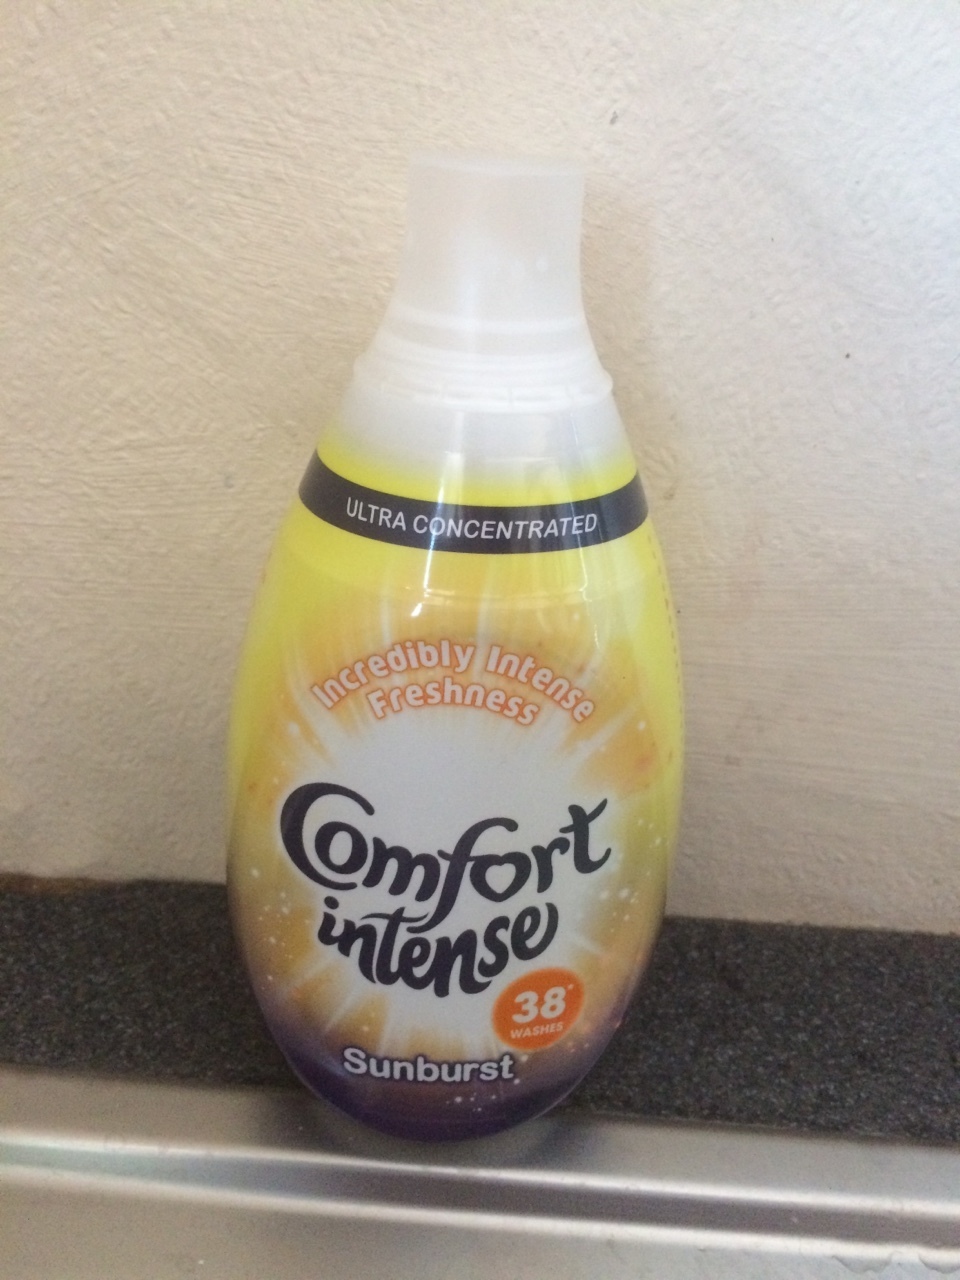 ULTRA CONCENTRATED
Incredibly Intense
Freshness
Comfort
intense
38*
WASHES
Sunburst